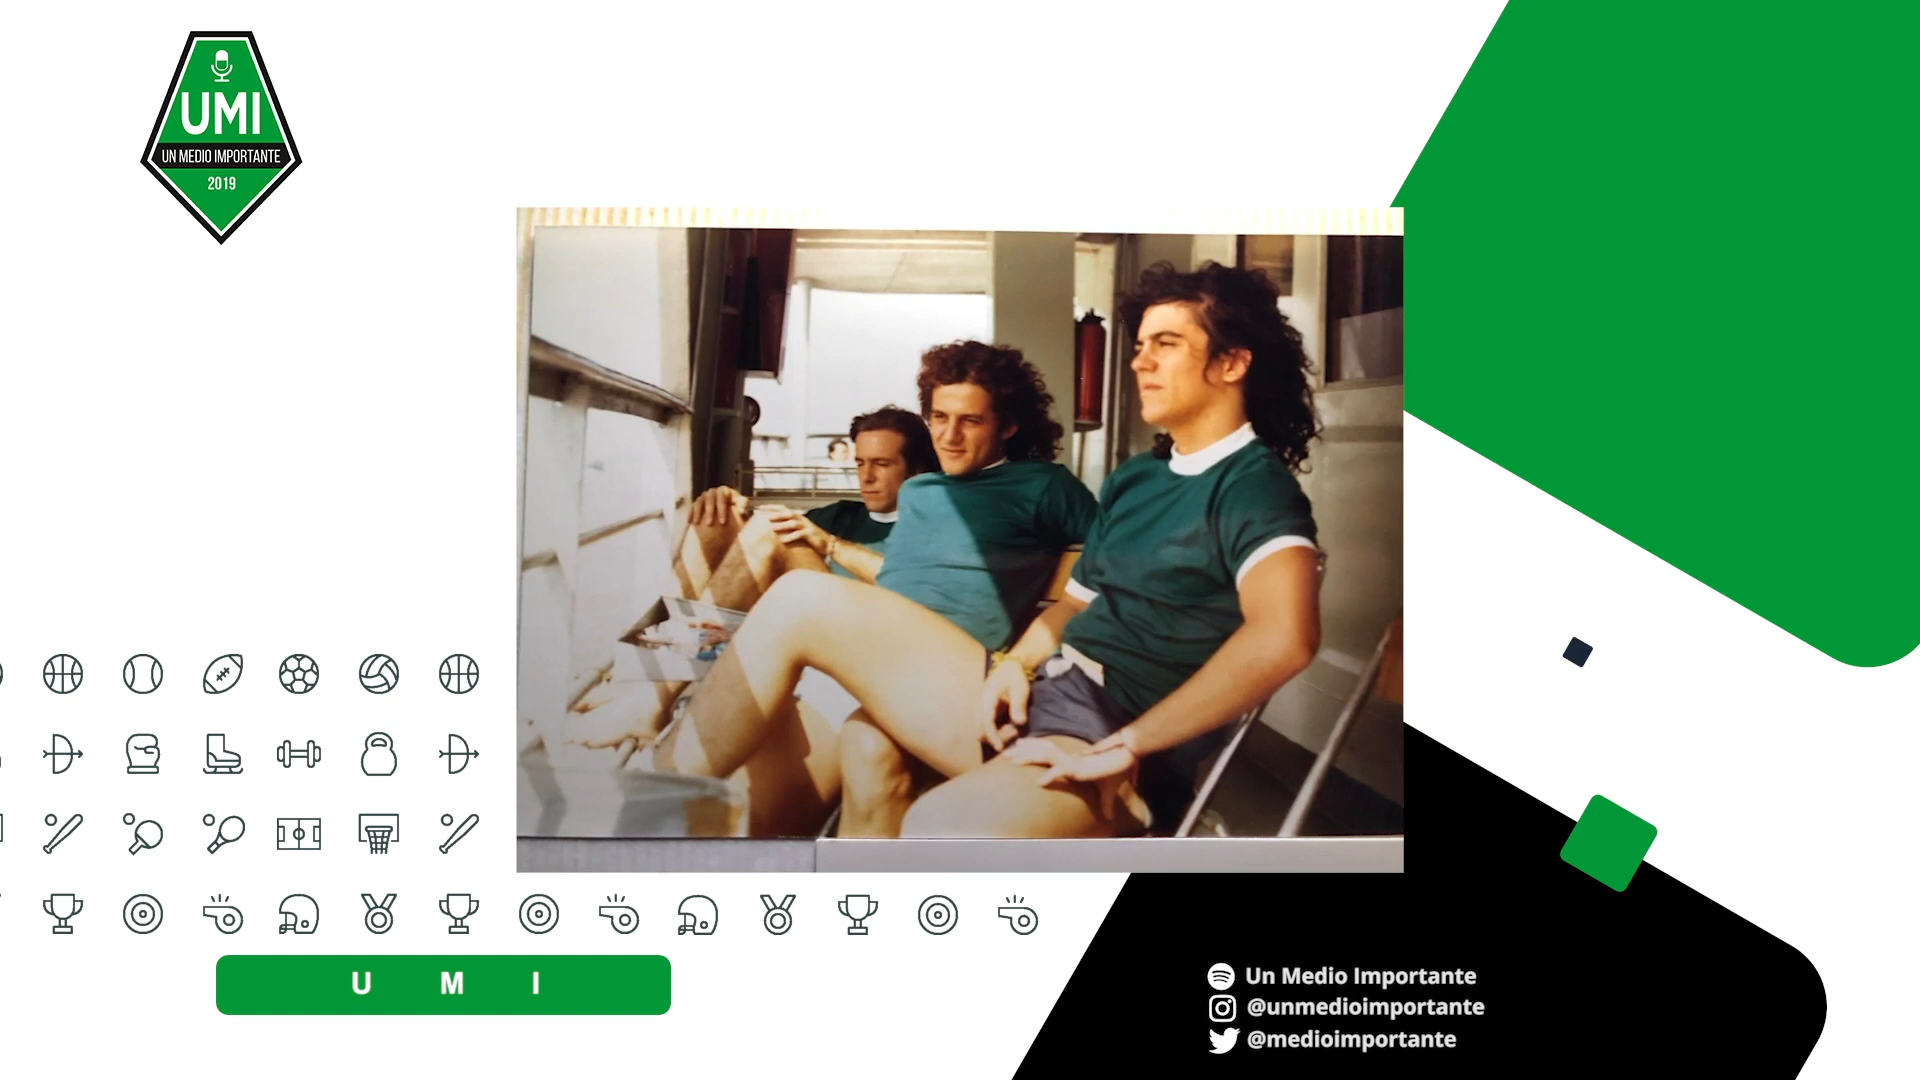 UMI
UN MEDIO IMPORTANTE
2019
U M I
Un Medio Importante
@unmedioimportante
@medioimportante